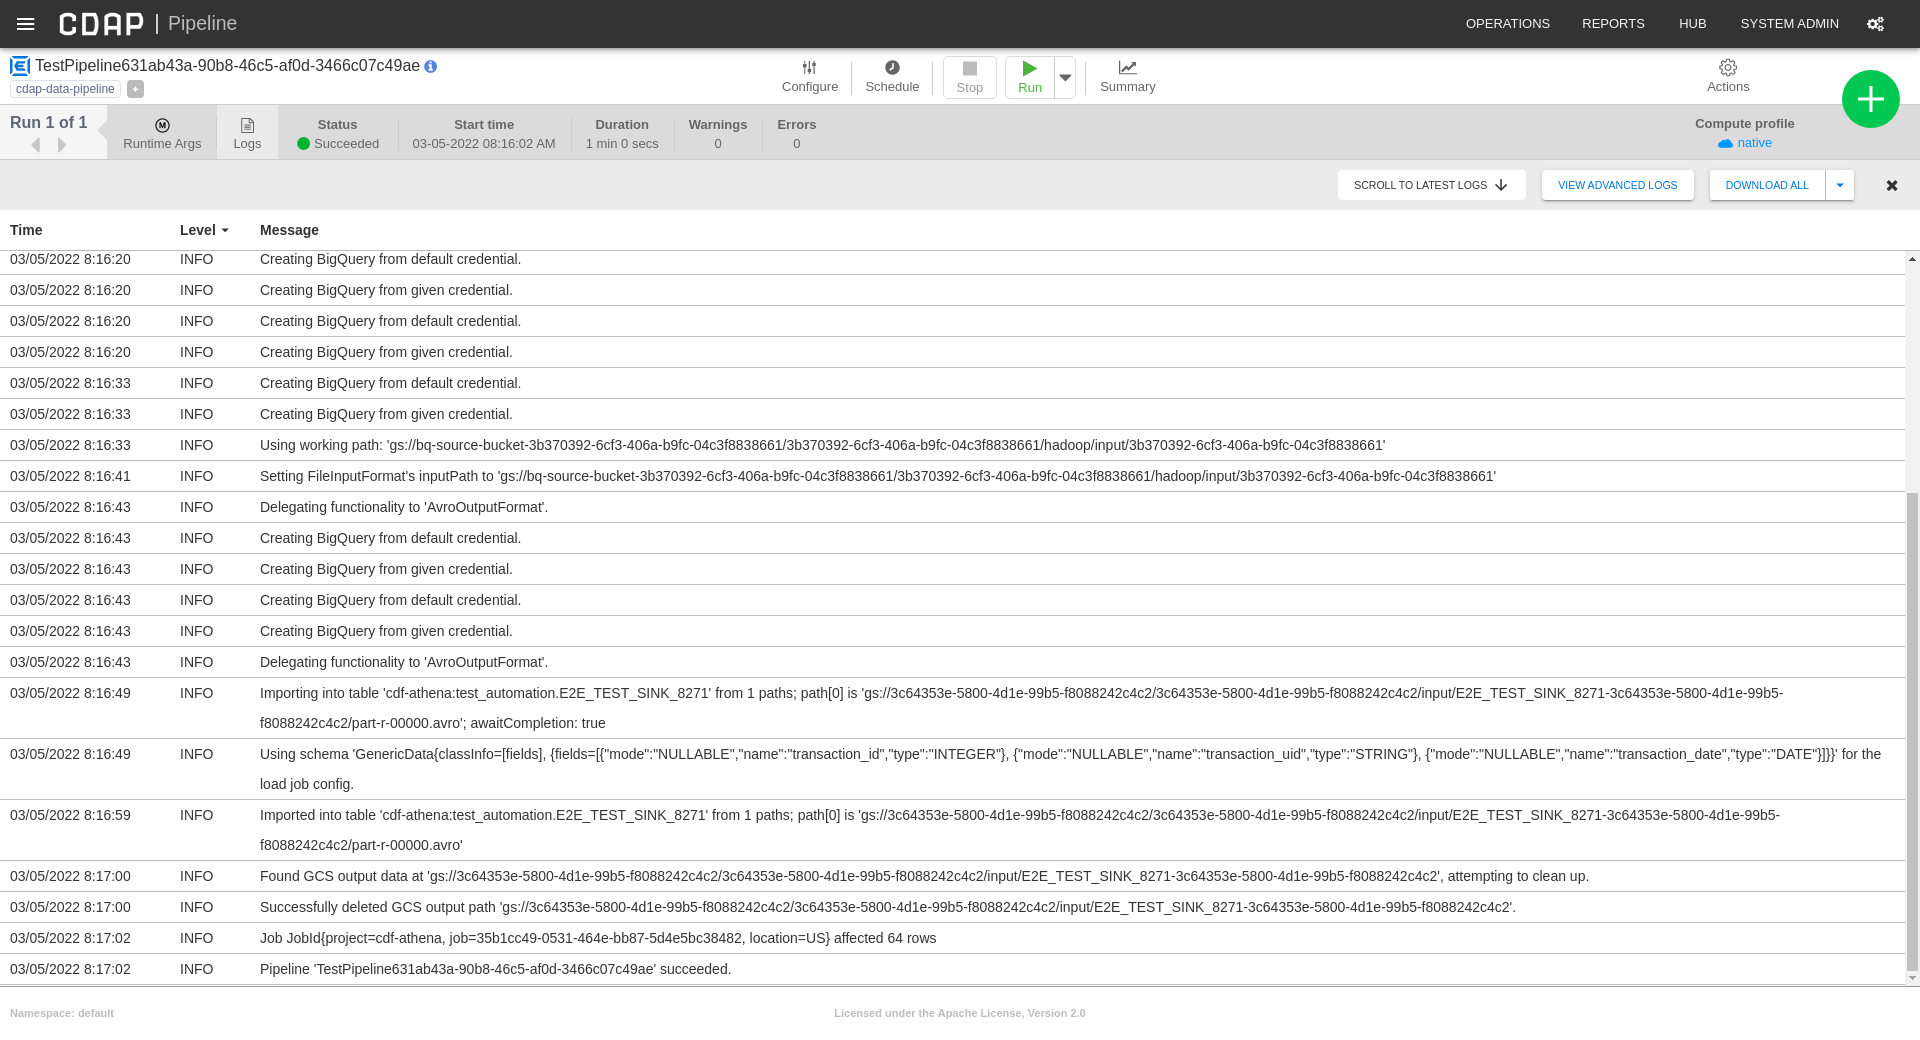 CDAP | Pipeline
OPERATIONS REPORTS HUB SYSTEM ADMIN
TestPipeline631ab43a-90b8-46c5-af0d-3466c07c49ae
cdap-data-pipeline +
Configure Schedule Stop Run Summary Actions
Run 1 of 1
Runtime Args
Logs
Status
Succeeded
Start time
03-05-2022 08:16:02 AM
Duration
1 min 0 secs
Warnings
0
Errors
0
Compute profile
native
SCROLL TO LATEST LOGS VIEW ADVANCED LOGS DOWNLOAD ALL
Time Level Message
03/05/2022 8:16:20 INFO Creating BigQuery from default credential.
03/05/2022 8:16:20 INFO Creating BigQuery from given credential.
03/05/2022 8:16:20 INFO Creating BigQuery from default credential.
03/05/2022 8:16:20 INFO Creating BigQuery from given credential.
03/05/2022 8:16:33 INFO Creating BigQuery from default credential.
03/05/2022 8:16:33 INFO Creating BigQuery from given credential.
03/05/2022 8:16:33 INFO Using working path: 'gs://bq-source-bucket-3b370392-6cf3-406a-b9fc-04c3f8838661/3b370392-6cf3-406a-b9fc-04c3f8838661/hadoop/input/3b370392-6cf3-406a-b9fc-04c3f8838661'
03/05/2022 8:16:41 INFO Setting FileInputFormat's inputPath to 'gs://bq-source-bucket-3b370392-6cf3-406a-b9fc-04c3f8838661/3b370392-6cf3-406a-b9fc-04c3f8838661/hadoop/input/3b370392-6cf3-406a-b9fc-04c3f8838661'
03/05/2022 8:16:43 INFO Delegating functionality to 'AvroOutputFormat'.
03/05/2022 8:16:43 INFO Creating BigQuery from default credential.
03/05/2022 8:16:43 INFO Creating BigQuery from given credential.
03/05/2022 8:16:43 INFO Creating BigQuery from default credential.
03/05/2022 8:16:43 INFO Creating BigQuery from given credential.
03/05/2022 8:16:43 INFO Delegating functionality to 'AvroOutputFormat'.
03/05/2022 8:16:49 INFO Importing into table 'cdf-athena:test_automation.E2E_TEST_SINK_8271' from 1 paths; path[0] is 'gs://3c64353e-5800-4d1e-99b5-f8088242c4c2/3c64353e-5800-4d1e-99b5-f8088242c4c2/input/E2E_TEST_SINK_8271-3c64353e-5800-4d1e-99b5-
f8088242c4c2/part-r-00000.avro'; awaitCompletion: true
03/05/2022 8:16:49 INFO Using schema 'GenericData{classInfo=[fields], {fields=[{"mode":"NULLABLE","name":"transaction_id","type":"INTEGER"}, {"mode":"NULLABLE","name":"transaction_uid","type":"STRING"}, {"mode":"NULLABLE","name":"transaction_date","type":"DATE"}]}}' for the
load job config.
03/05/2022 8:16:59 INFO Imported into table 'cdf-athena:test_automation.E2E_TEST_SINK_8271' from 1 paths; path[0] is 'gs://3c64353e-5800-4d1e-99b5-f8088242c4c2/3c64353e-5800-4d1e-99b5-f8088242c4c2/input/E2E_TEST_SINK_8271-3c64353e-5800-4d1e-99b5-
f8088242c4c2/part-r-00000.avro'
03/05/2022 8:17:00 INFO Found GCS output data at 'gs://3c64353e-5800-4d1e-99b5-f8088242c4c2/3c64353e-5800-4d1e-99b5-f8088242c4c2/input/E2E_TEST_SINK_8271-3c64353e-5800-4d1e-99b5-f8088242c4c2', attempting to clean up.
03/05/2022 8:17:00 INFO Successfully deleted GCS output path 'gs://3c64353e-5800-4d1e-99b5-f8088242c4c2/3c64353e-5800-4d1e-99b5-f8088242c4c2/input/E2E_TEST_SINK_8271-3c64353e-5800-4d1e-99b5-f8088242c4c2'.
03/05/2022 8:17:02 INFO Job JobId{project=cdf-athena, job=35b1cc49-0531-464e-bb87-5d4e5bc38482, location=US} affected 64 rows
03/05/2022 8:17:02 INFO Pipeline 'TestPipeline631ab43a-90b8-46c5-af0d-3466c07c49ae' succeeded.
Namespace: default Licensed under the Apache License, Version 2.0